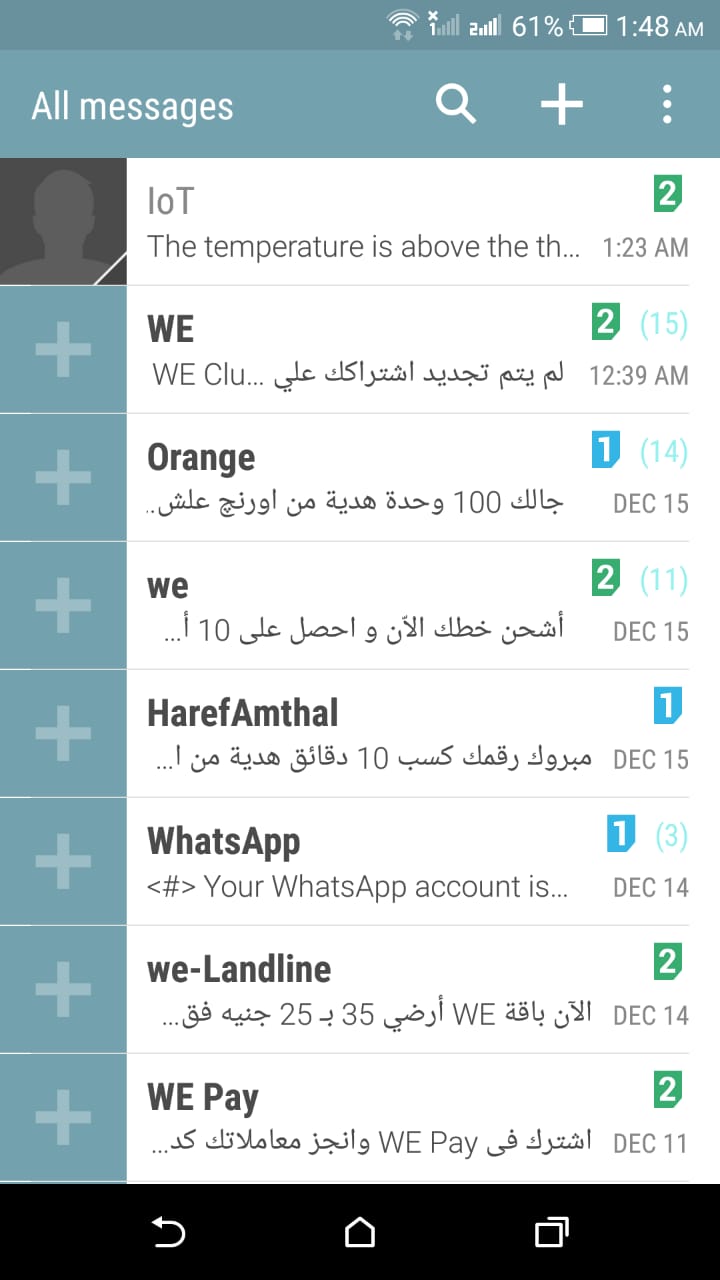 1 2 61% 1:48 AM
All messages
IoT 2
The temperature is above the th... 1:23 AM
WE 2 (15)
لم يتم تجديد اشتراكك علي WE Clu... 12:39 AM
Orange 1 (14)
جالك 100 وحدة هدية من اورنچ علش.. DEC 15
we 2 (11)
أشحن خطك الآن و احصل على 10 أ... DEC 15
HarefAmthal 1
مبروك رقمك كسب 10 دقائق هدية من ا... DEC 15
WhatsApp 1 (3)
<#> Your WhatsApp account is... DEC 14
we-Landline 2
الآن باقة WE أرضي 35 بـ 25 جنيه فق... DEC 14
WE Pay 2
اشترك فى WE Pay وانجز معاملاتك كد... DEC 11